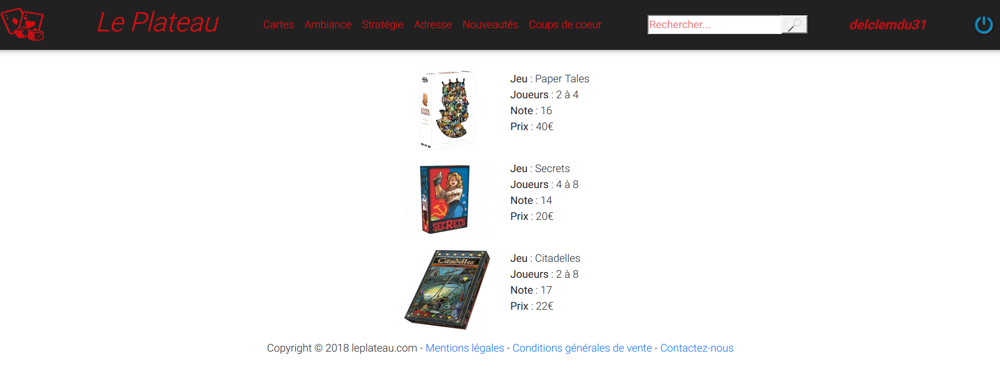 Le Plateau
Cartes Ambiance Stratégie Adresse Nouveautés Coups de coeur
Rechercher...
delclemdu31
PAPER
TALES
Jeu : Paper Tales
Joueurs : 2 à 4
Note : 16
Prix : 40€
SECRETS
Jeu : Secrets
Joueurs : 4 à 8
Note : 14
Prix : 20€
Citadelles
Jeu : Citadelles
Joueurs : 2 à 8
Note : 17
Prix : 22€
Copyright © 2018 leplateau.com - Mentions légales - Conditions générales de vente - Contactez-nous